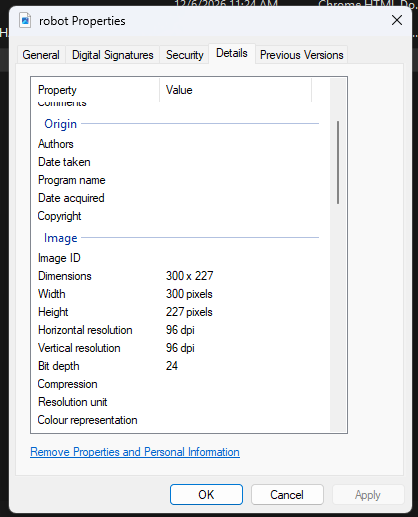 12/6/2026 11:24 AM Chrome HTML Do...
robot Properties
General Digital Signatures Security Details Previous Versions
Property Value
Comments
Origin
Authors
Date taken
Program name
Date acquired
Copyright
Image
Image ID
Dimensions 300 x 227
Width 300 pixels
Height 227 pixels
Horizontal resolution 96 dpi
Vertical resolution 96 dpi
Bit depth 24
Compression
Resolution unit
Colour representation
Remove Properties and Personal Information
OK Cancel Apply